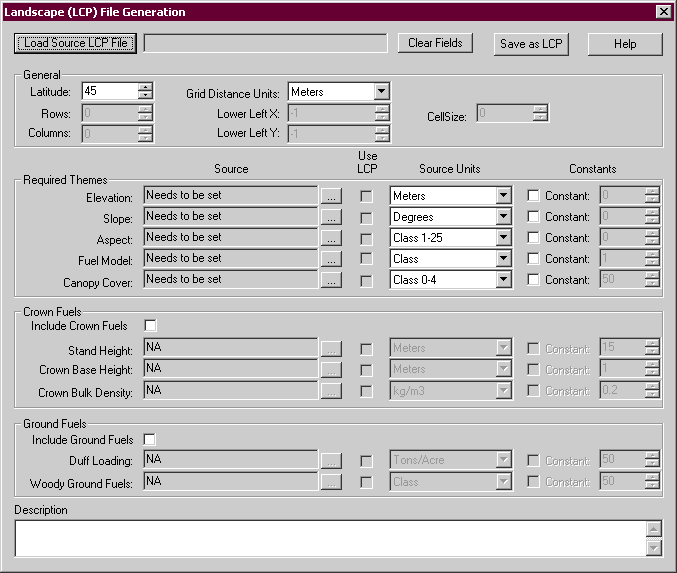 Landscape (LCP) File Generation
Load Source LCP File Clear Fields Save as LCP Help
General
Latitude: 45 Grid Distance Units: Meters
Rows: 0 Lower Left X: -1 CellSize: 0
Columns: 0 Lower Left Y: -1
Source Use LCP Source Units Constants
Required Themes
Elevation: Needs to be set ... Meters Constant: 0
Slope: Needs to be set ... Degrees Constant: 0
Aspect: Needs to be set ... Class 1-25 Constant: 0
Fuel Model: Needs to be set ... Class Constant: 1
Canopy Cover: Needs to be set ... Class 0-4 Constant: 50
Crown Fuels
Include Crown Fuels
Stand Height: NA ... Meters Constant: 15
Crown Base Height: NA ... Meters Constant: 1
Crown Bulk Density: NA ... kg/m3 Constant: 0.2
Ground Fuels
Include Ground Fuels
Duff Loading: NA ... Tons/Acre Constant: 50
Woody Ground Fuels: NA ... Class Constant: 50
Description